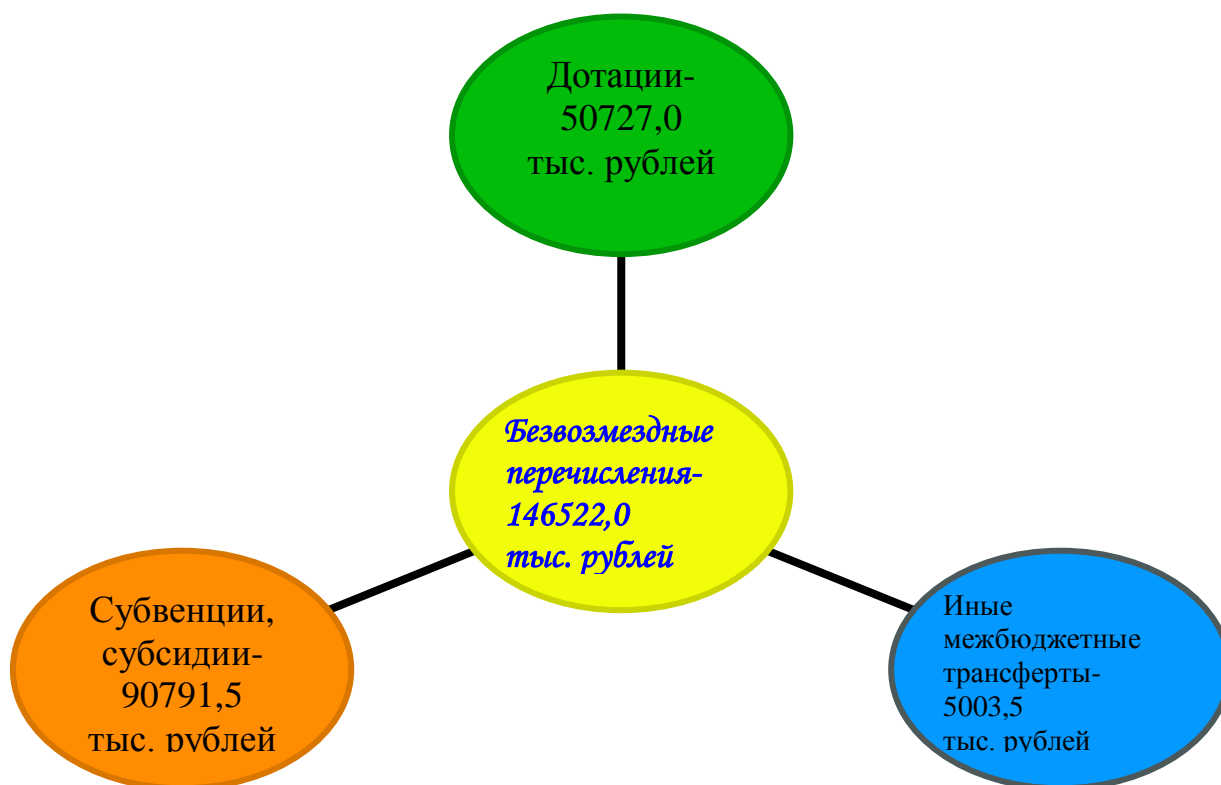 Дотации-
50727,0
тыс. рублей
Безвозмездные
перечисления-
146522,0
тыс. рублей
Субвенции,
субсидии-
90791,5
тыс. рублей
Иные
межбюджетные
трансферты-
5003,5
тыс. рублей